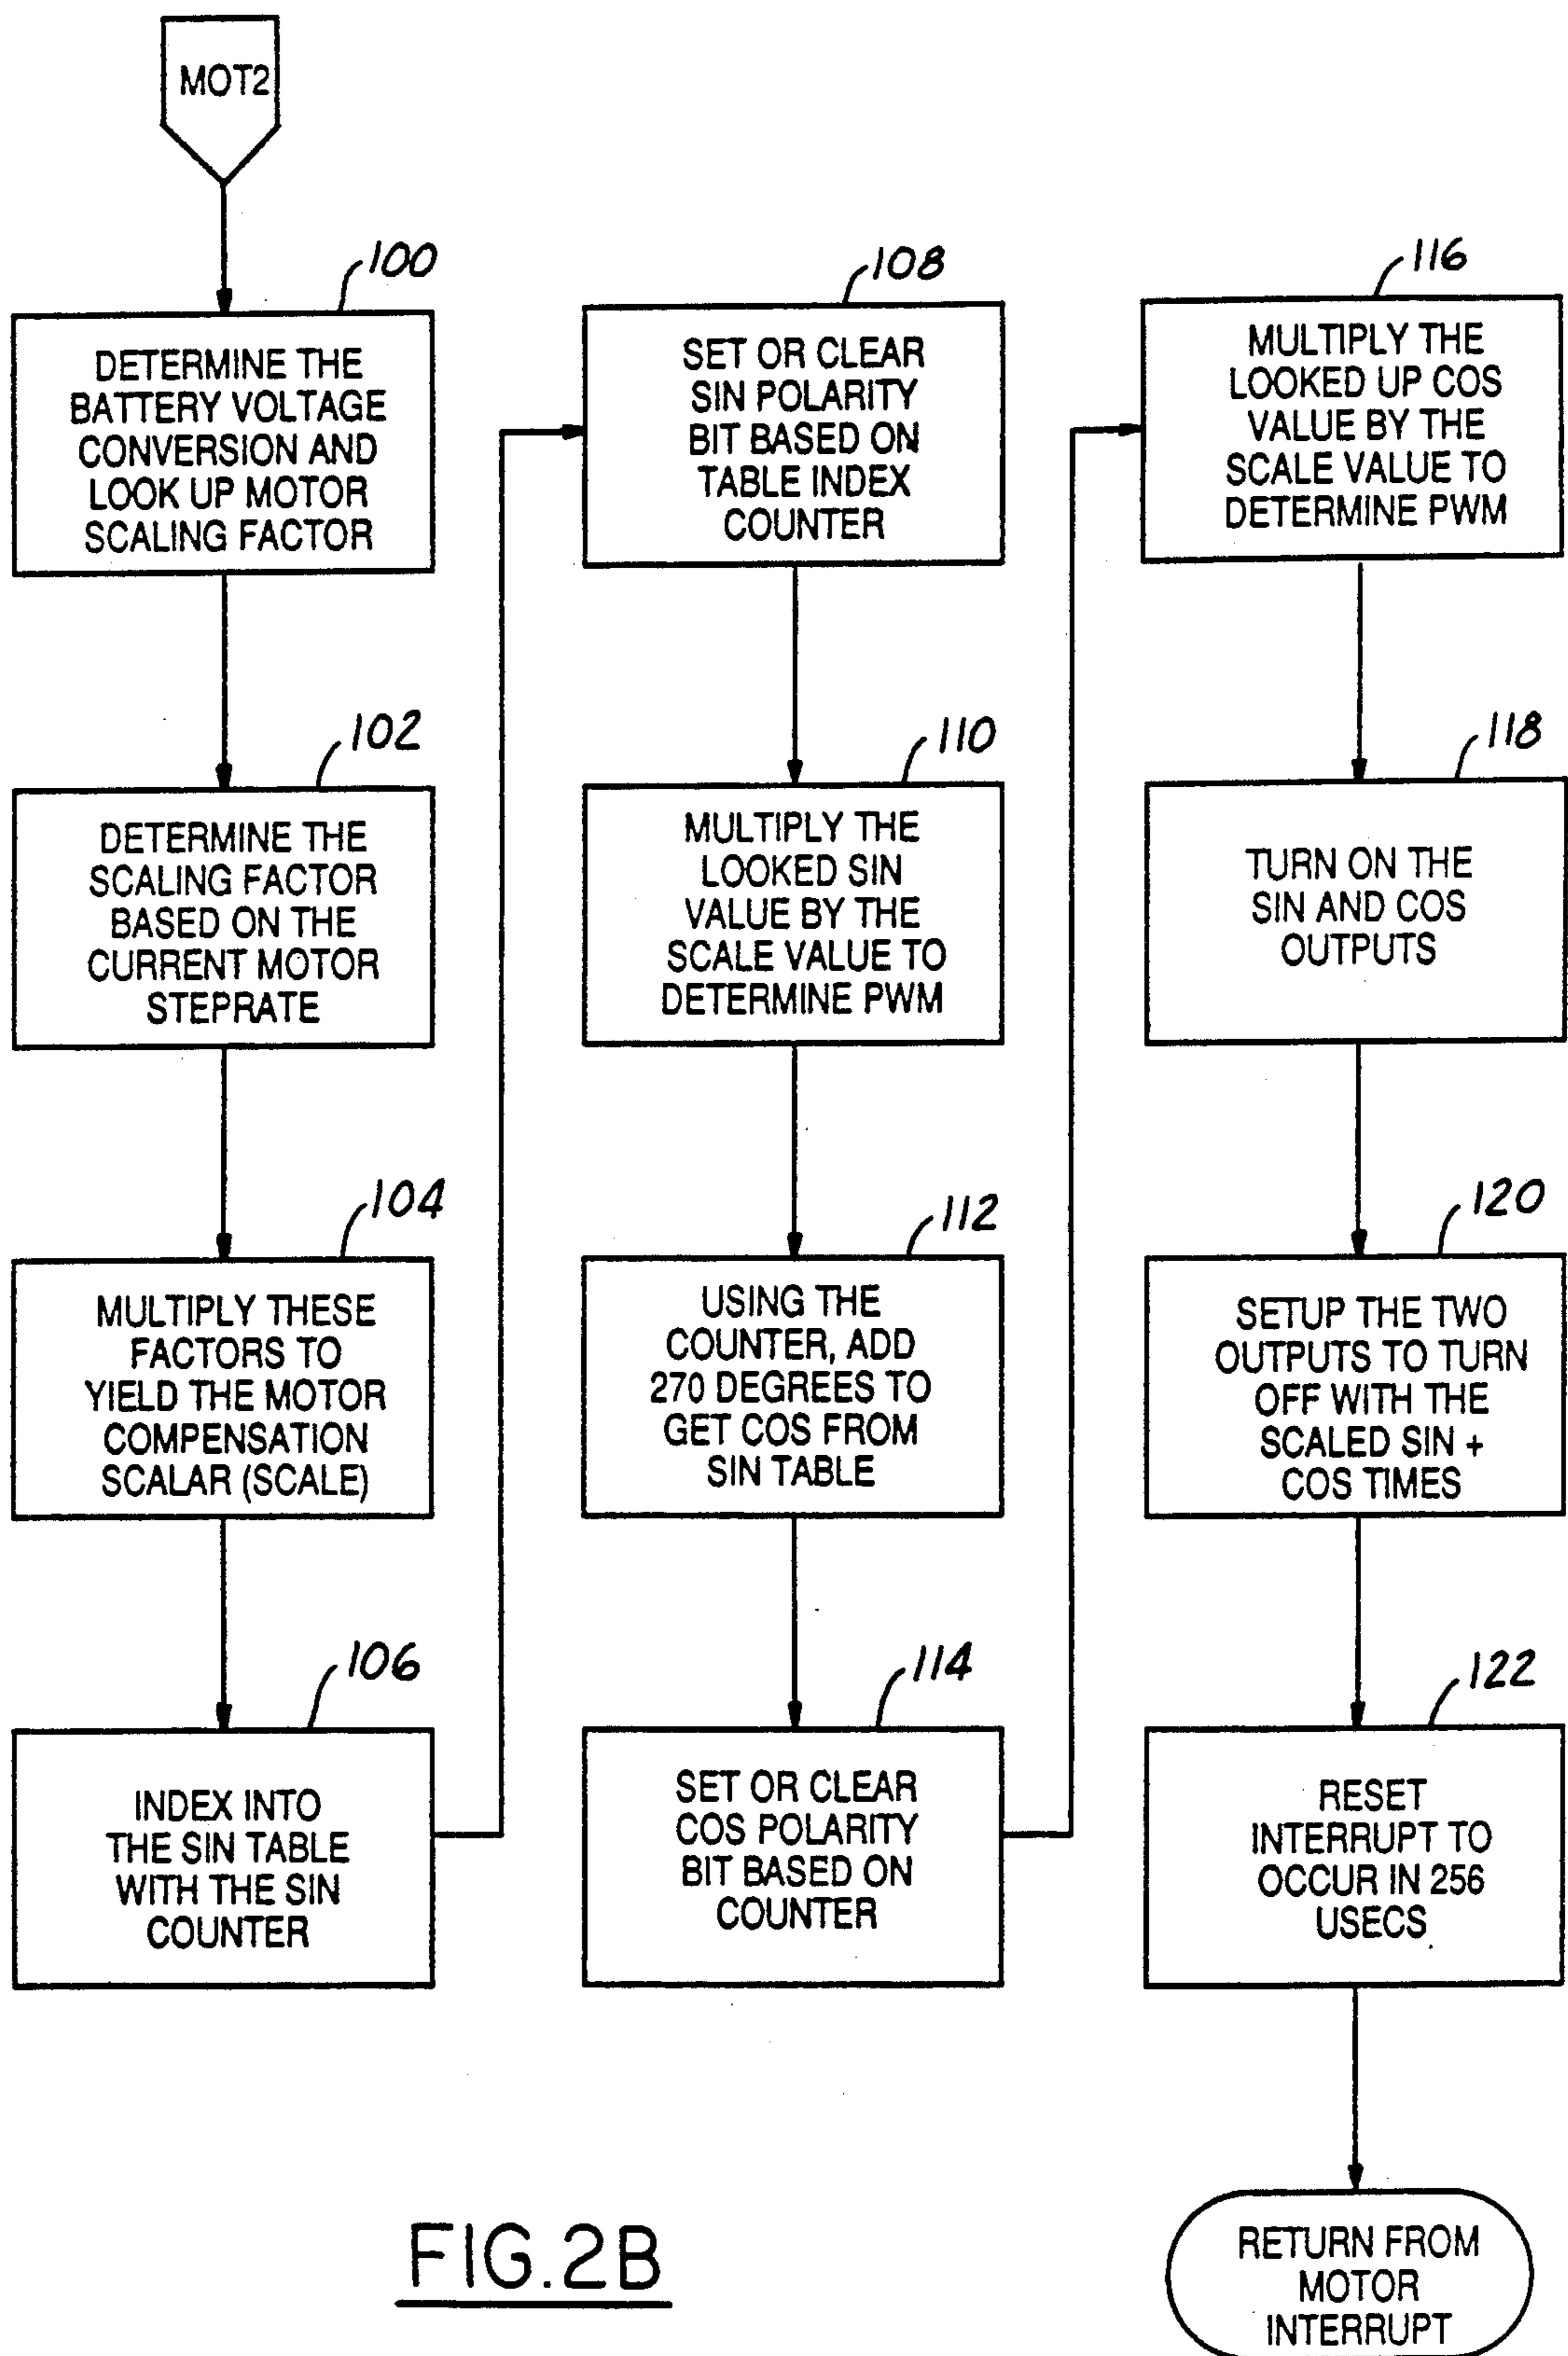 MOT2
100
DETERMINE THE
BATTERY VOLTAGE
CONVERSION AND
LOOK UP MOTOR
SCALING FACTOR
102
DETERMINE THE
SCALING FACTOR
BASED ON THE
CURRENT MOTOR
STEPRATE
104
MULTIPLY THESE
FACTORS TO
YIELD THE MOTOR
COMPENSATION
SCALAR (SCALE)
106
INDEX INTO
THE SIN TABLE
WITH THE SIN
COUNTER
108
SET OR CLEAR
SIN POLARITY
BIT BASED ON
TABLE INDEX
COUNTER
110
MULTIPLY THE
LOOKED SIN
VALUE BY THE
SCALE VALUE TO
DETERMINE PWM
112
USING THE
COUNTER, ADD
270 DEGREES TO
GET COS FROM
SIN TABLE
114
SET OR CLEAR
COS POLARITY
BIT BASED ON
COUNTER
116
MULTIPLY THE
LOOKED UP COS
VALUE BY THE
SCALE VALUE TO
DETERMINE PWM
118
TURN ON THE
SIN AND COS
OUTPUTS
120
SETUP THE TWO
OUTPUTS TO TURN
OFF WITH THE
SCALED SIN +
COS TIMES
122
RESET
INTERRUPT TO
OCCUR IN 256
USECS
RETURN FROM
MOTOR
INTERRUPT
FIG.2B